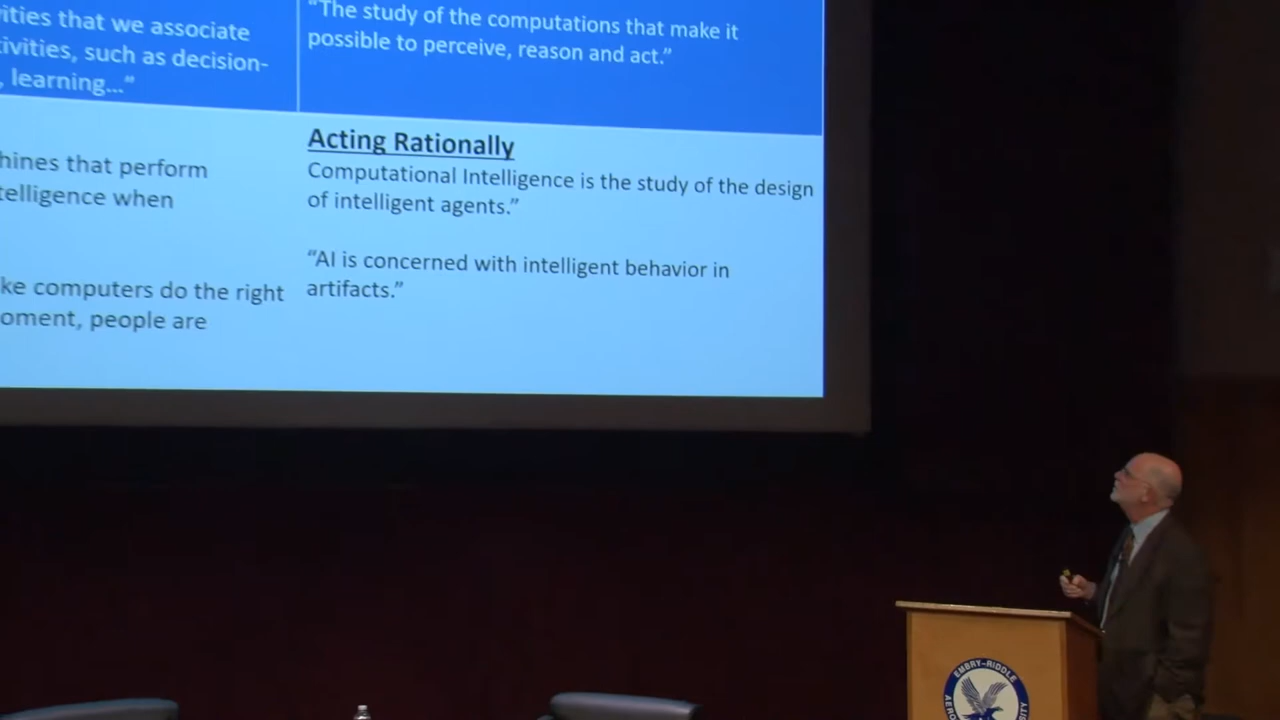 ities that we associate
ivities, such as decision-
, learning..."
"The study of the computations that make it
possible to perceive, reason and act."
hines that perform
telligence when
ke computers do the right
oment, people are
Acting Rationally
Computational Intelligence is the study of the design
of intelligent agents."
"AI is concerned with intelligent behavior in
artifacts."
EMBRY-RIDDLE
AERO
SITY